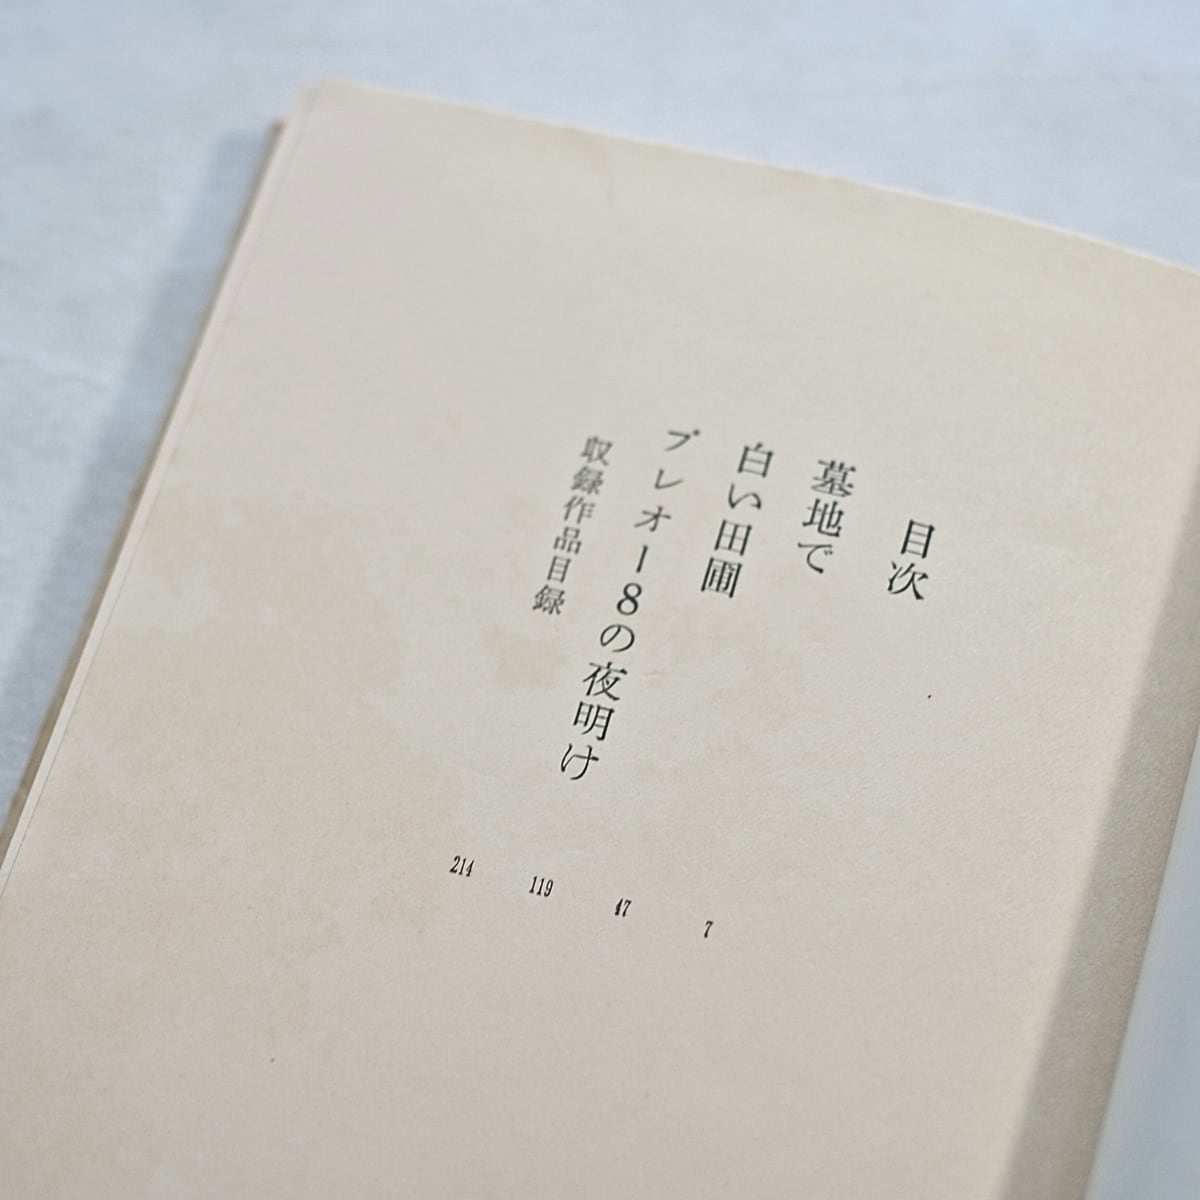 目次
墓地で
7
白い田圃
47
プレオー8の夜明け
119
収録作品目録
214